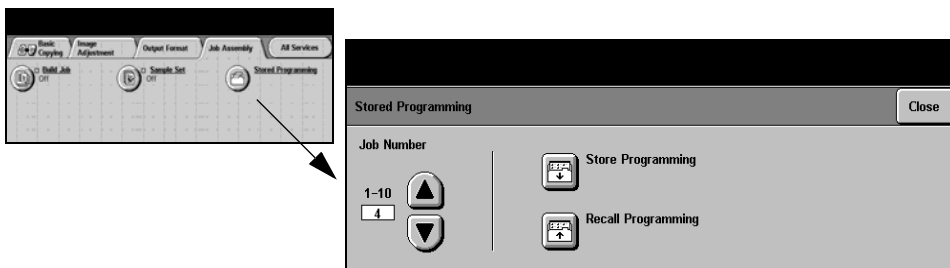 Basic Copying
Image Adjustment
Output Format
Job Assembly
All Services
Build Job
Off
Sample Set
Off
Stored Programming
Stored Programming
Close
Job Number
1-10
4
Store Programming
Recall Programming